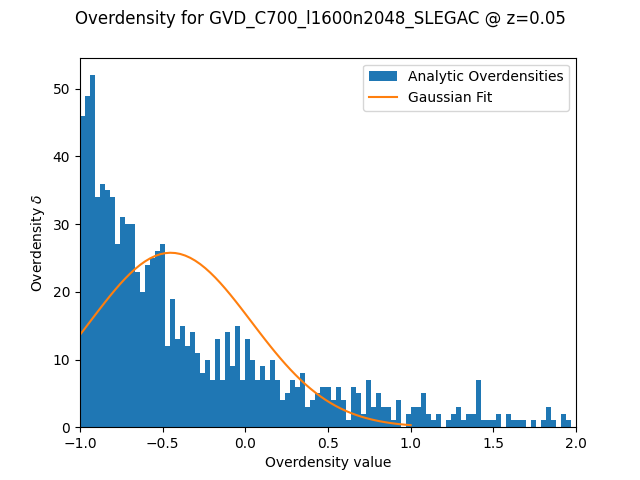 Overdensity for GVD_C700_l1600n2048_SLEGAC @ z=0.05
Analytic Overdensities
Gaussian Fit
Overdensity δ
50
40
30
20
10
0
−1.0 −0.5 0.0 0.5 1.0 1.5 2.0
Overdensity value